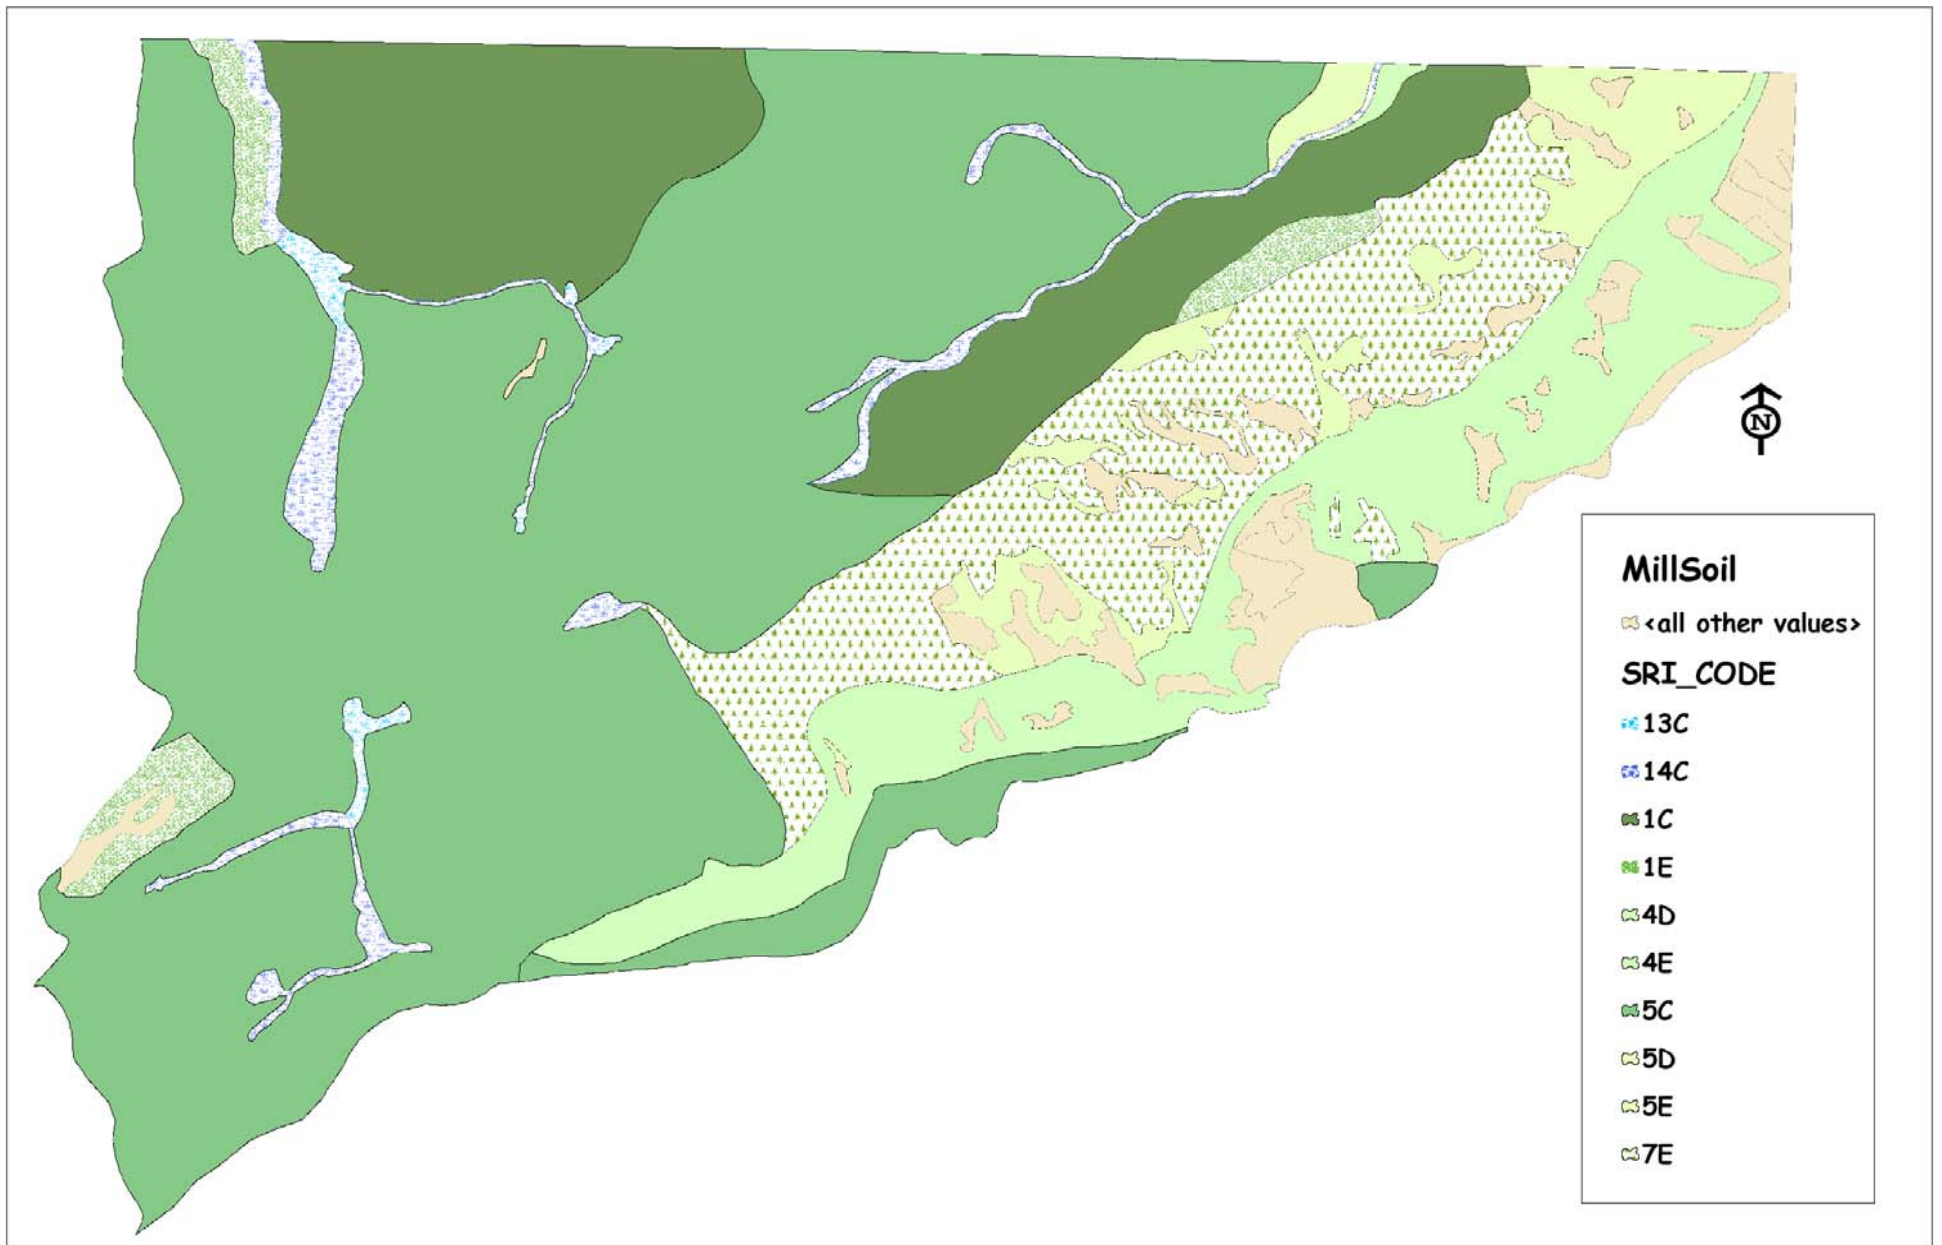 N
MillSoil
<all other values>
SRI_CODE
13C
14C
1C
1E
4D
4E
5C
5D
5E
7E